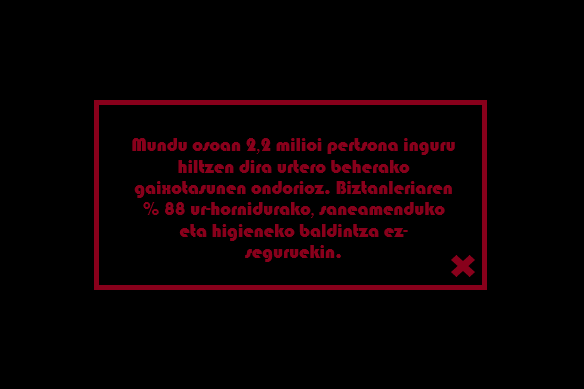 Mundu osoan 2,2 milioi pertsona inguru
hiltzen dira urtero beherako
gaixotasunen ondorioz. Biztanleriaren
% 88 ur-hornidurako, saneamenduko
eta higieneko baldintza ez-
seguruekin.